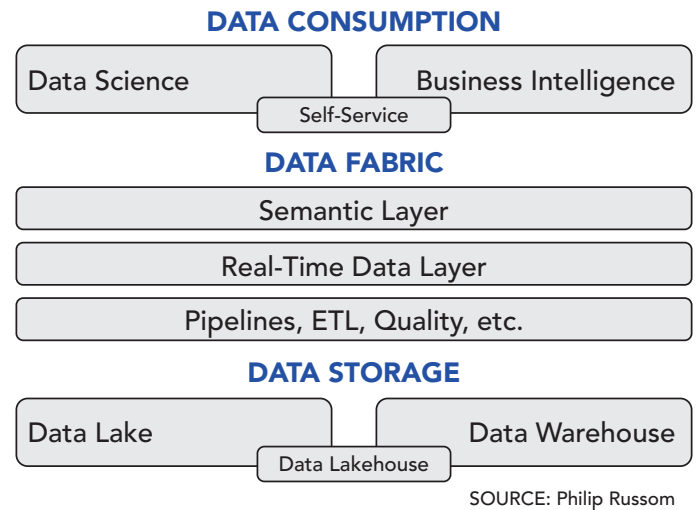 DATA CONSUMPTION
Data Science
Business Intelligence
Self-Service
DATA FABRIC
Semantic Layer
Real-Time Data Layer
Pipelines, ETL, Quality, etc.
DATA STORAGE
Data Lake
Data Warehouse
Data Lakehouse
SOURCE: Philip Russom